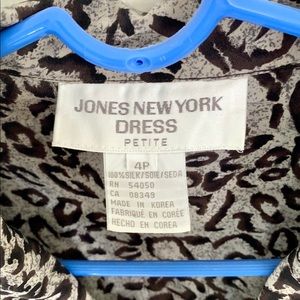 JONES NEW YORK
DRESS
PETITE
4P
100%SILK/SOIE/SEDA
RN 54050
CA 08349
MADE IN KOREA
FABRIQUÉ EN CORÉE
HECHO EN COREA